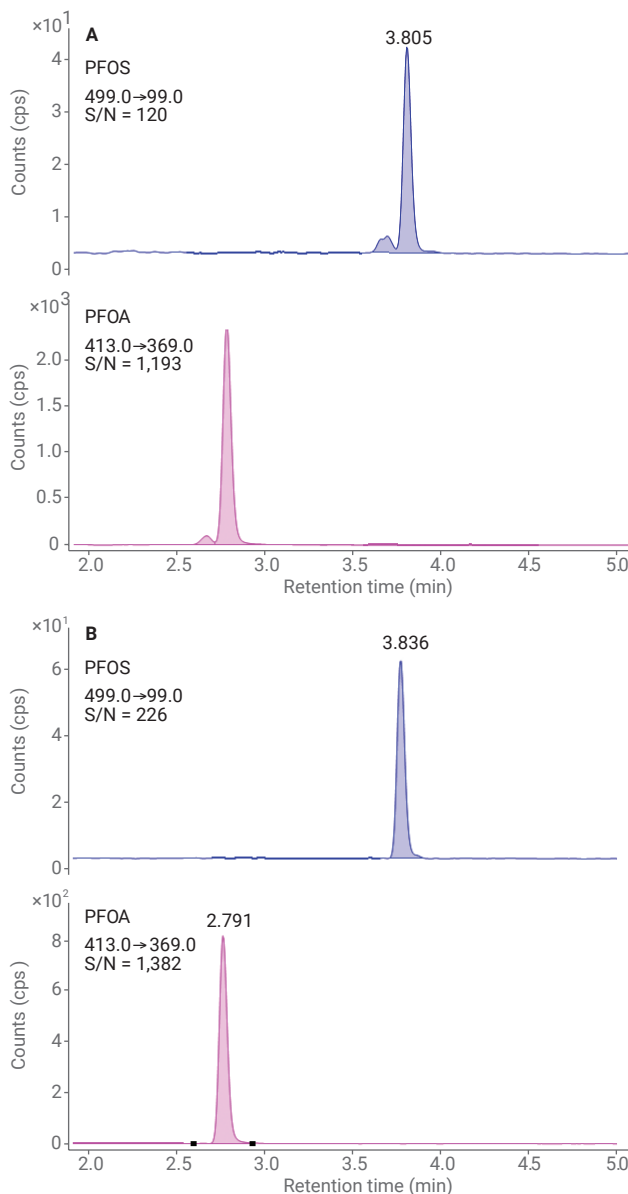 ×10¹
A
3.805
PFOS
499.0→99.0
S/N = 120
Counts (cps)
4
3
2
1
0
×10³
PFOA
413.0→369.0
S/N = 1,193
Counts (cps)
2.0
1.5
1.0
0.5
0
2.0 2.5 3.0 3.5 4.0 4.5 5.0
Retention time (min)
×10¹
B
3.836
PFOS
499.0→99.0
S/N = 226
Counts (cps)
6
4
2
0
×10²
PFOA
2.791
413.0→369.0
S/N = 1,382
Counts (cps )
8
6
4
2
0
2.0 2.5 3.0 3.5 4.0 4.5 5.0
Retention time (min)